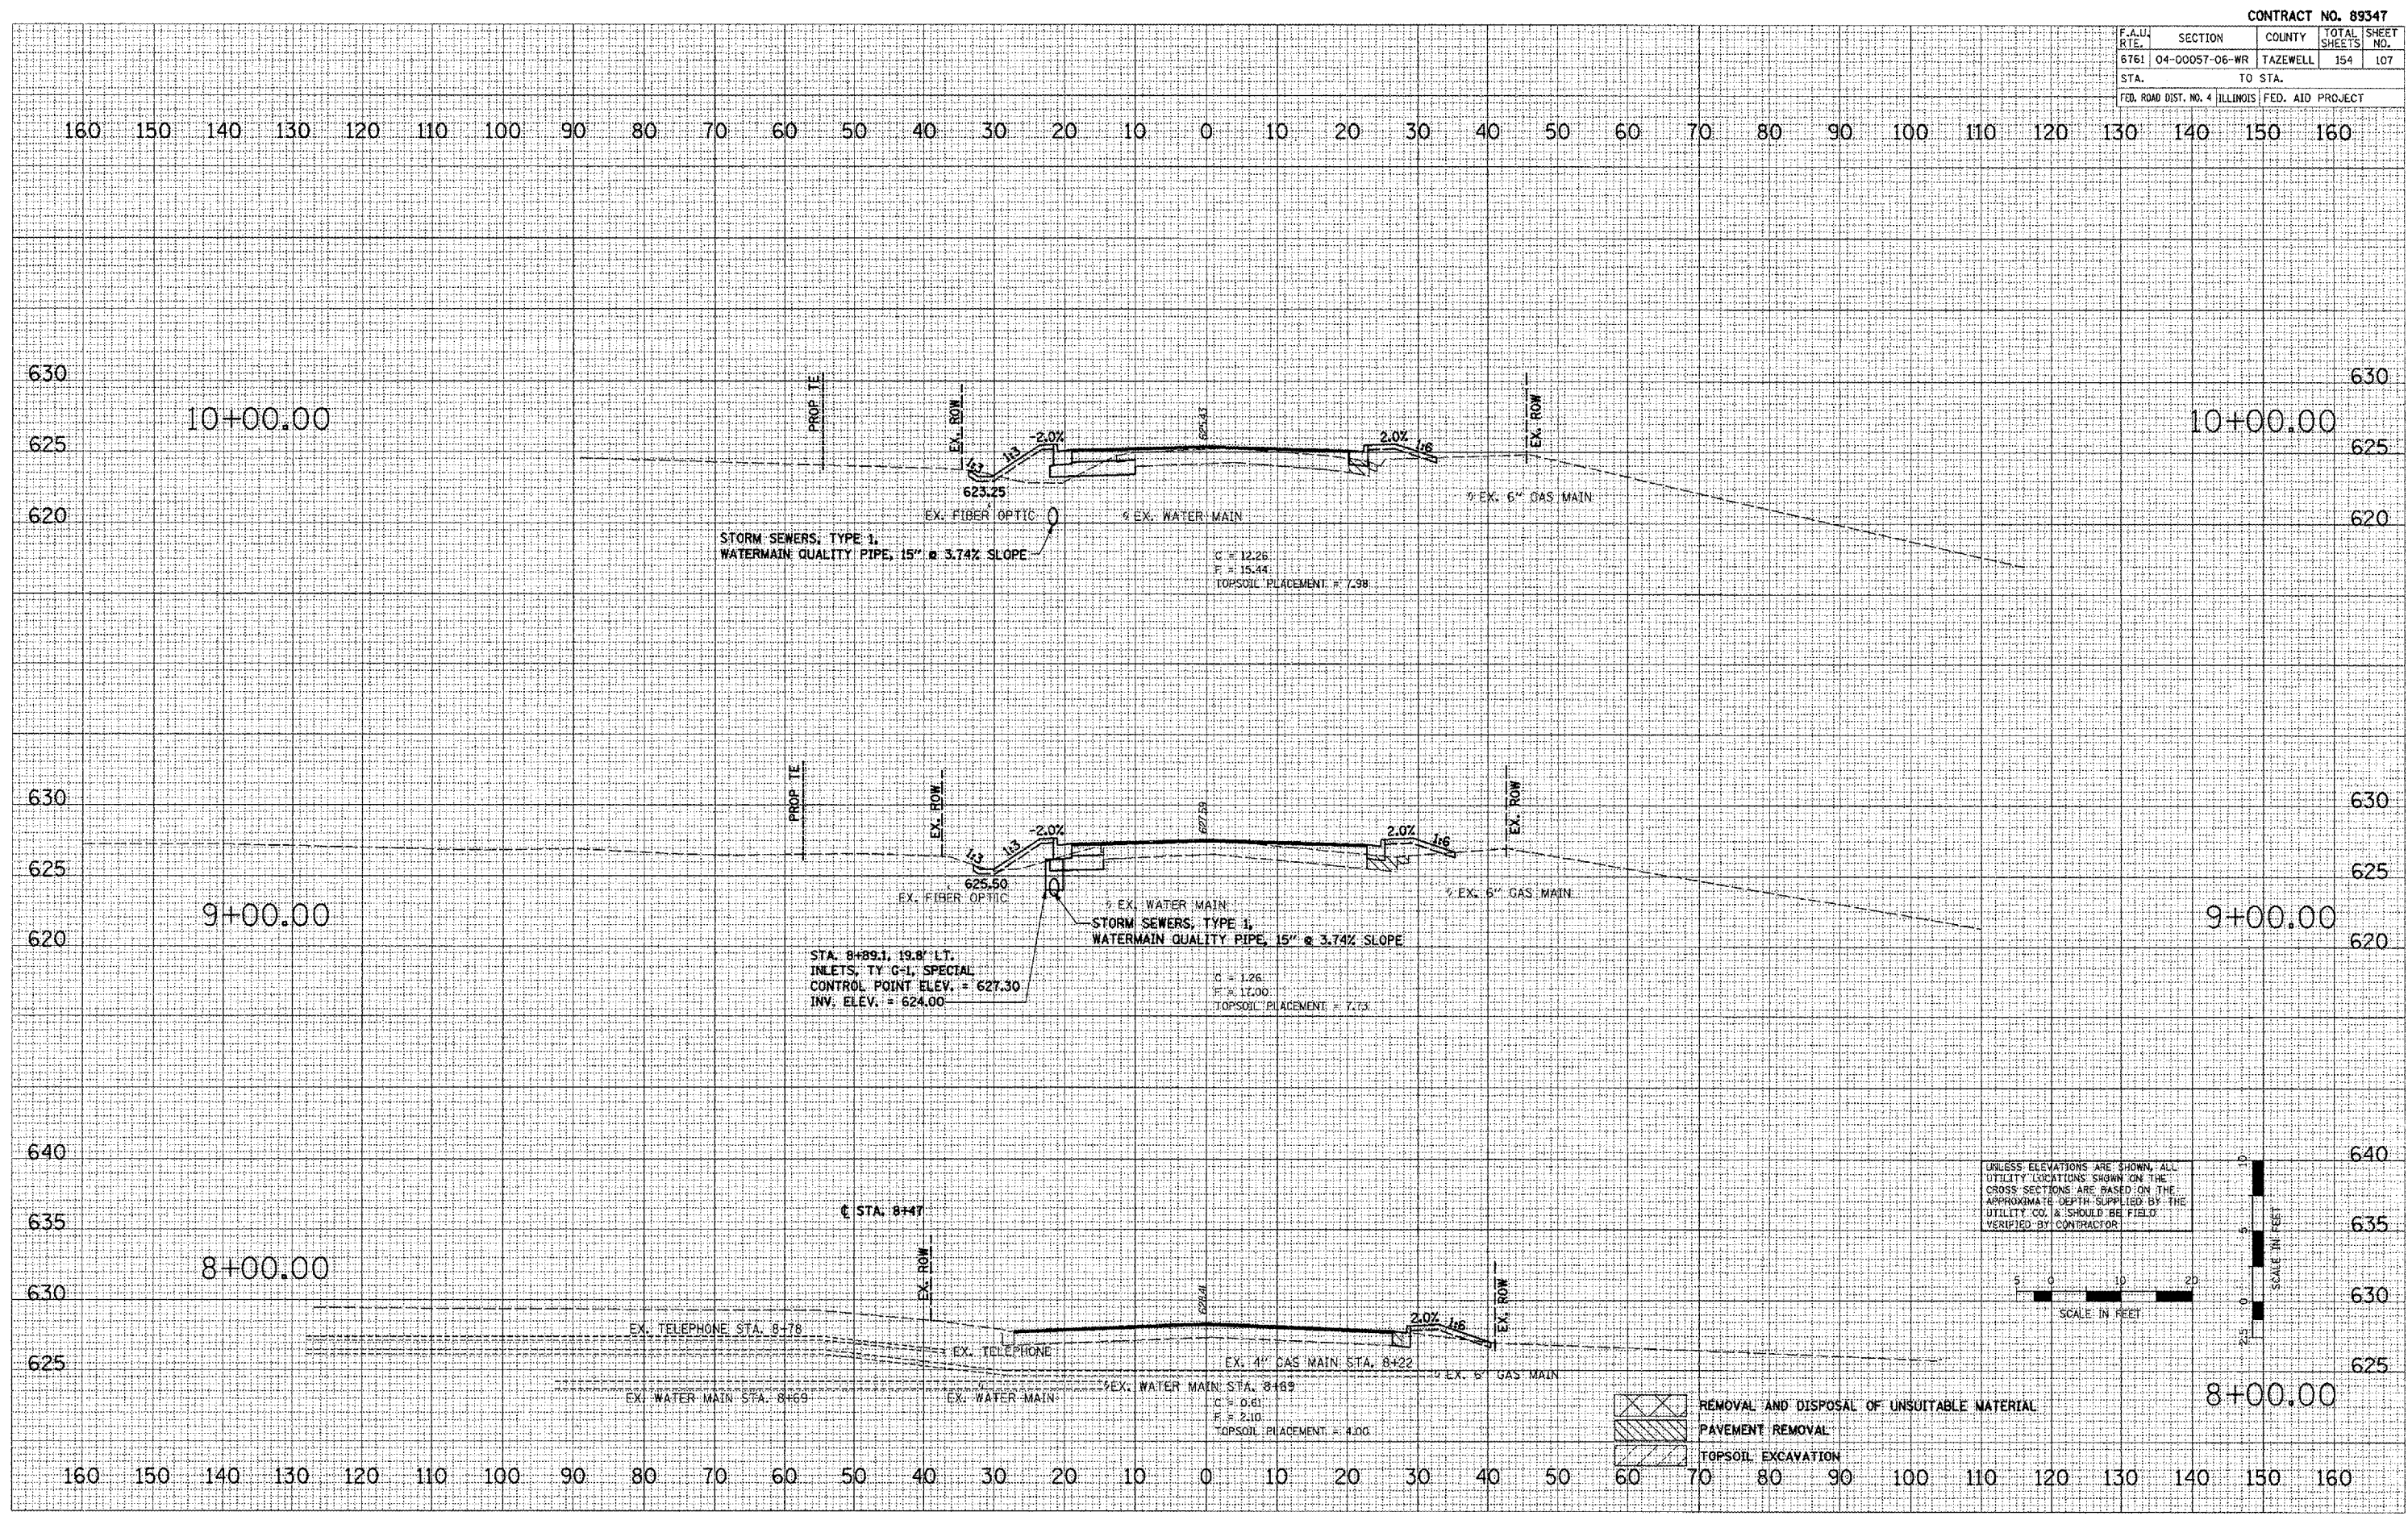 CONTRACT NO. 89347
F.A.U. RTE. SECTION COUNTY TOTAL SHEETS SHEET NO.
6761 04-00057-06-WR TAZEWELL 154 107
STA. TO STA.
FED. ROAD DIST. NO. 4 ILLINOIS FED. AID PROJECT
160 150 140 130 120 110 100 90 80 70 60 50 40 30 20 10 0 10 20 30 40 50 60 70 80 90 100 110 120 130 140 150 160
630 630
PROP TE
EX. ROW
625.43
EX. ROW
10+00.00 10+00.00
625 625
1:3 1:3 -2.0% 2.0% 1:6
623.25
EX. 6" GAS MAIN
620 620
EX. FIBER OPTIC
EX. WATER MAIN
STORM SEWERS, TYPE 1,
WATERMAIN QUALITY PIPE, 15" @ 3.74% SLOPE
C = 12.26
F = 15.44
TOPSOIL PLACEMENT = 7.98
630 630
PROP TE
EX. ROW
627.59
EX. ROW
1:3 1:3 -2.0% 2.0% 1:6
625 625
625.50
EX. FIBER OPTIC
EX. 6" GAS MAIN
EX. WATER MAIN
9+00.00 9+00.00
STORM SEWERS, TYPE 1,
WATERMAIN QUALITY PIPE, 15" @ 3.74% SLOPE
620 620
STA. 8+89.1, 19.8' LT.
INLETS, TY G-1, SPECIAL
CONTROL POINT ELEV. = 627.30
INV. ELEV. = 624.00
C = 1.26
F = 17.00
TOPSOIL PLACEMENT = 7.73
640 640
UNLESS ELEVATIONS ARE SHOWN, ALL
UTILITY LOCATIONS SHOWN ON THE
CROSS SECTIONS ARE BASED ON THE
APPROXIMATE DEPTH SUPPLIED BY THE
UTILITY CO. & SHOULD BE FIELD
VERIFIED BY CONTRACTOR
10
5
0
2.5
SCALE IN FEET
℄ STA. 8+47
635 635
EX. ROW
8+00.00
628.41
EX. ROW
630 630
5 0 10 20
SCALE IN FEET
2.0% 1:6
EX. TELEPHONE STA. 8+78
EX. TELEPHONE
625 625
EX. 4" GAS MAIN STA. 8+22
EX. 6" GAS MAIN
EX. WATER MAIN STA. 8+69
EX. WATER MAIN STA. 8+69
EX. WATER MAIN
8+00.00
C = 0.61
F = 2.10
TOPSOIL PLACEMENT = 4.00
REMOVAL AND DISPOSAL OF UNSUITABLE MATERIAL
PAVEMENT REMOVAL
TOPSOIL EXCAVATION
160 150 140 130 120 110 100 90 80 70 60 50 40 30 20 10 0 10 20 30 40 50 60 70 80 90 100 110 120 130 140 150 160